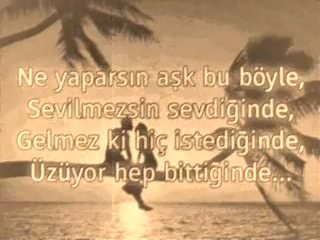 Ne yaparsın aşk bu böyle,
Sevilmezsin sevdiğinde,
Gelmez ki hiç istediğinde,
Üzüyor hep bittiğinde...